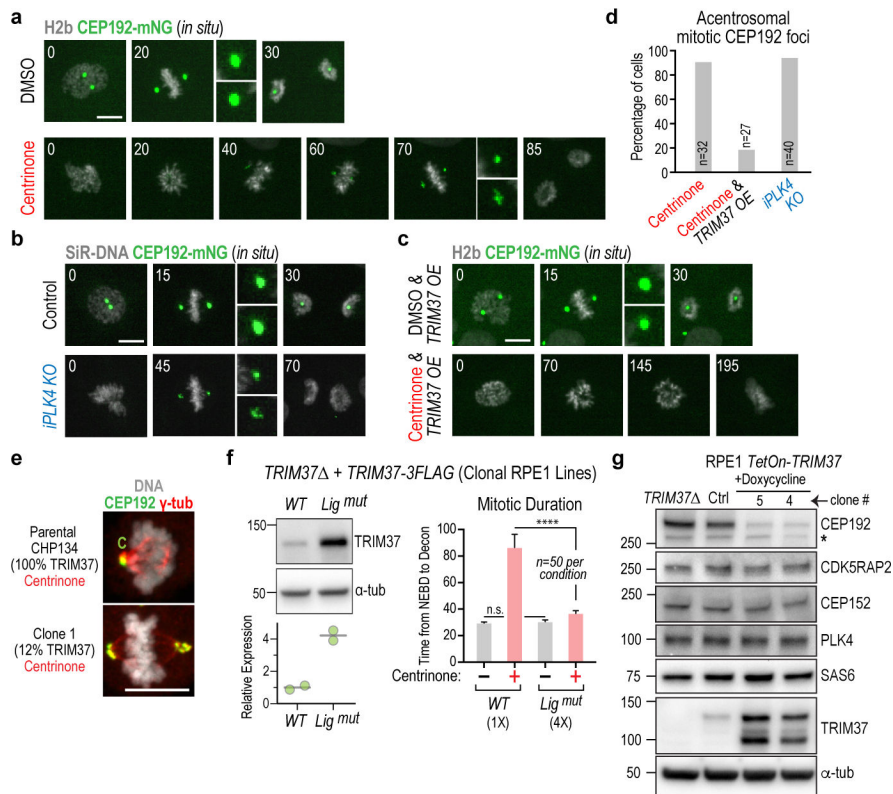 a
H2b CEP192-mNG (in situ)
DMSO
0
20
30
Centrinone
0
20
40
60
70
85
b
SiR-DNA CEP192-mNG (in situ)
Control
0
15
30
iPLK4 KO
0
45
70
c
H2b CEP192-mNG (in situ)
DMSO &
TRIM37 OE
0
15
30
Centrinone &
TRIM37 OE
0
70
145
195
d
Acentrosomal
mitotic CEP192 foci
Percentage of cells
100
80
60
40
20
0
n=32
n=27
n=40
Centrinone
Centrinone &
TRIM37 OE
iPLK4
KO
e
DNA
CEP192 γ-tub
Parental
CHP134
(100% TRIM37)
Centrinone
C
Clone 1
(12% TRIM37)
Centrinone
f
TRIM37Δ + TRIM37-3FLAG (Clonal RPE1 Lines)
WT Lig mut
150
TRIM37
50
α-tub
Relative Expression
4
2
0
WT
Lig mut
Mitotic Duration
Time from NEBD to Decon
100
80
60
40
20
0
n.s.
****
n=50 per
condition
Centrinone: – + – +
WT
(1X)
Lig mut
(4X)
g
RPE1 TetOn-TRIM37
+Doxycycline
TRIM37Δ Ctrl 5 4 ←clone #
CEP192
*
250
250
CDK5RAP2
250
CEP152
100
PLK4
75
SAS6
150
TRIM37
100
50
α-tub